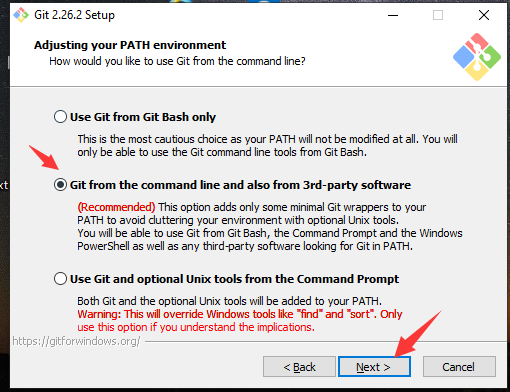 Git 2.26.2 Setup
Adjusting your PATH environment
How would you like to use Git from the command line?
Use Git from Git Bash only
This is the most cautious choice as your PATH will not be modified at all. You will
only be able to use the Git command line tools from Git Bash.
xt
Git from the command line and also from 3rd-party software
(Recommended) This option adds only some minimal Git wrappers to your
PATH to avoid cluttering your environment with optional Unix tools.
You will be able to use Git from Git Bash, the Command Prompt and the Windows
PowerShell as well as any third-party software looking for Git in PATH.
Use Git and optional Unix tools from the Command Prompt
Both Git and the optional Unix tools will be added to your PATH.
Warning: This will override Windows tools like "find" and "sort". Only
use this option if you understand the implications.
https://gitforwindows.org/
< Back
Next >
Cancel